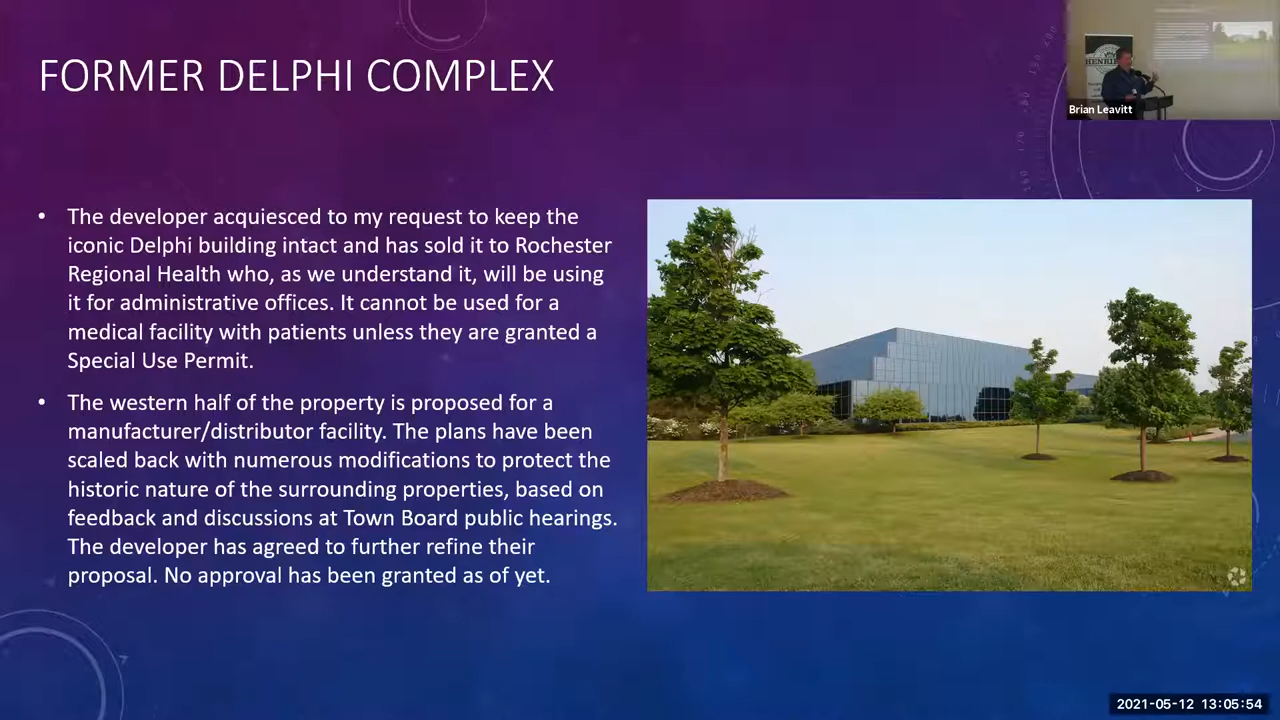 FORMER DELPHI COMPLEX
HENRIE
Brian Leavitt
• The developer acquiesced to my request to keep the
iconic Delphi building intact and has sold it to Rochester
Regional Health who, as we understand it, will be using
it for administrative offices. It cannot be used for a
medical facility with patients unless they are granted a
Special Use Permit.
• The western half of the property is proposed for a
manufacturer/distributor facility. The plans have been
scaled back with numerous modifications to protect the
historic nature of the surrounding properties, based on
feedback and discussions at Town Board public hearings.
The developer has agreed to further refine their
proposal. No approval has been granted as of yet.
2021-05-12 13:05:54